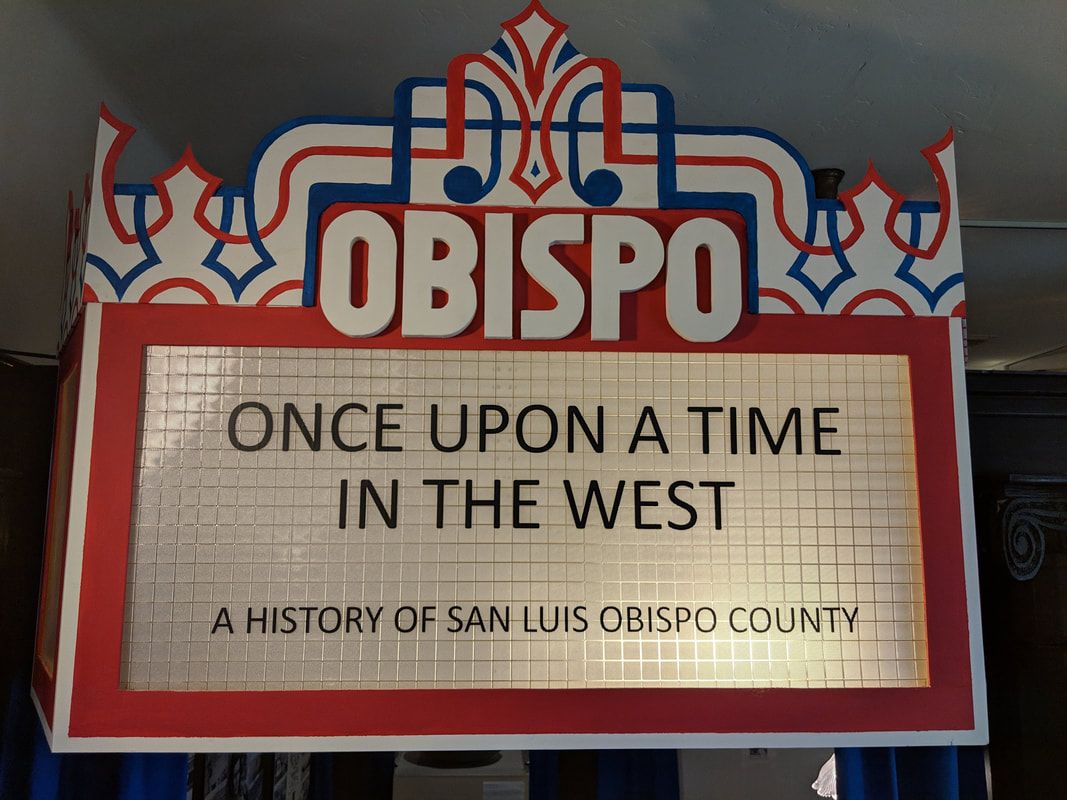 OBISPO
ONCE UPON A TIME
IN THE WEST
A HISTORY OF SAN LUIS OBISPO COUNTY